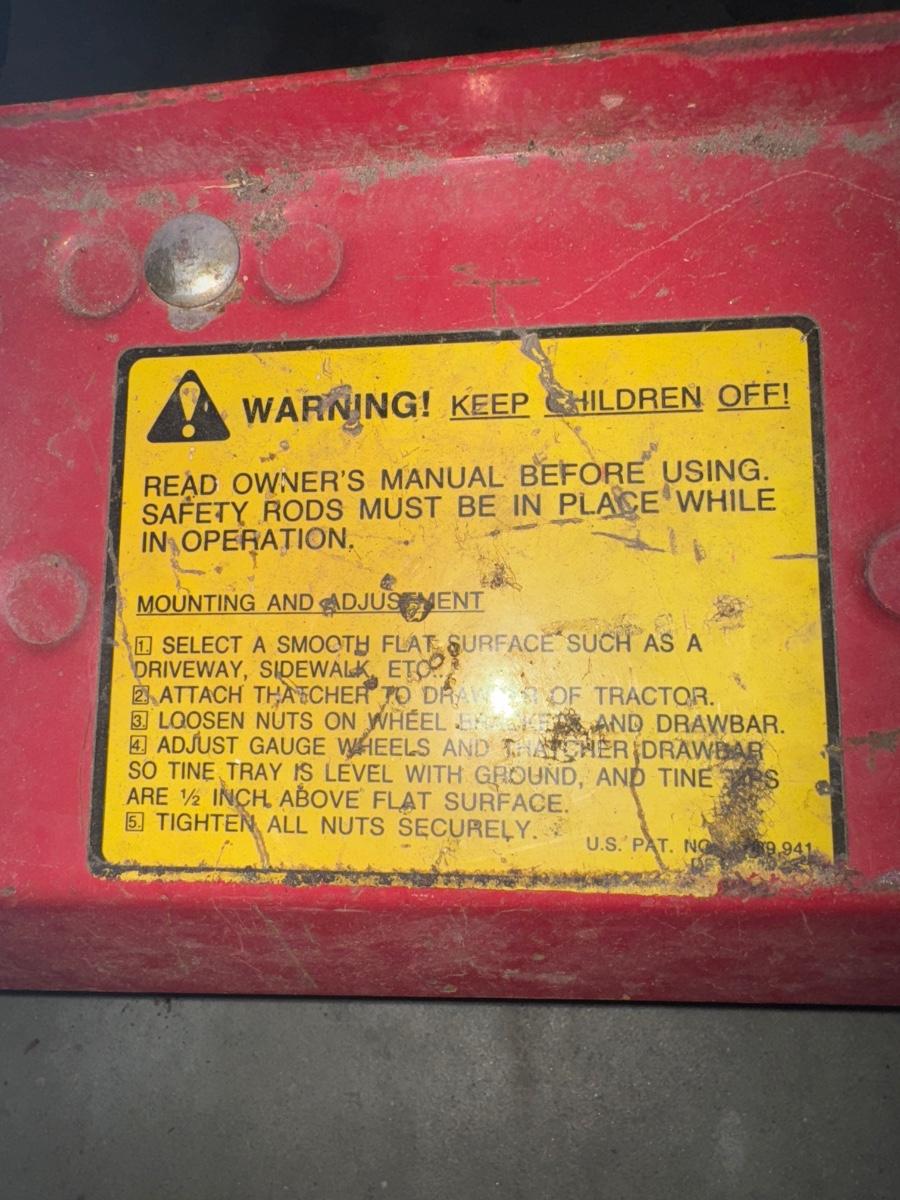 WARNING! KEEP CHILDREN OFF!
READ OWNER'S MANUAL BEFORE USING.
SAFETY RODS MUST BE IN PLACE WHILE
IN OPERATION.
MOUNTING AND ADJUSTMENT
1. SELECT A SMOOTH FLAT SURFACE SUCH AS A
DRIVEWAY, SIDEWALK, ETC...
2. ATTACH THATCHER TO DRAWBAR OF TRACTOR.
3. LOOSEN NUTS ON WHEEL BRACKETS AND DRAWBAR.
4. ADJUST GAUGE WHEELS AND THATCHER DRAWBAR
SO TINE TRAY IS LEVEL WITH GROUND, AND TINE TIPS
ARE ½ INCH ABOVE FLAT SURFACE.
5. TIGHTEN ALL NUTS SECURELY.
U.S. PAT. NO.